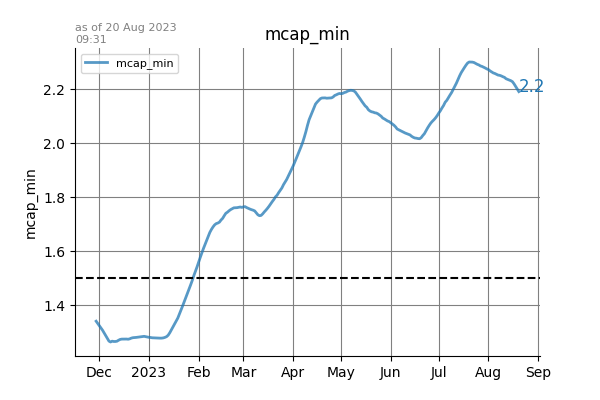 as of 20 Aug 2023
09:31
mcap_min
mcap_min
2.2
2.2
2.0
1.8
1.6
1.4
mcap_min
Dec 2023 Feb Mar Apr May Jun Jul Aug Sep